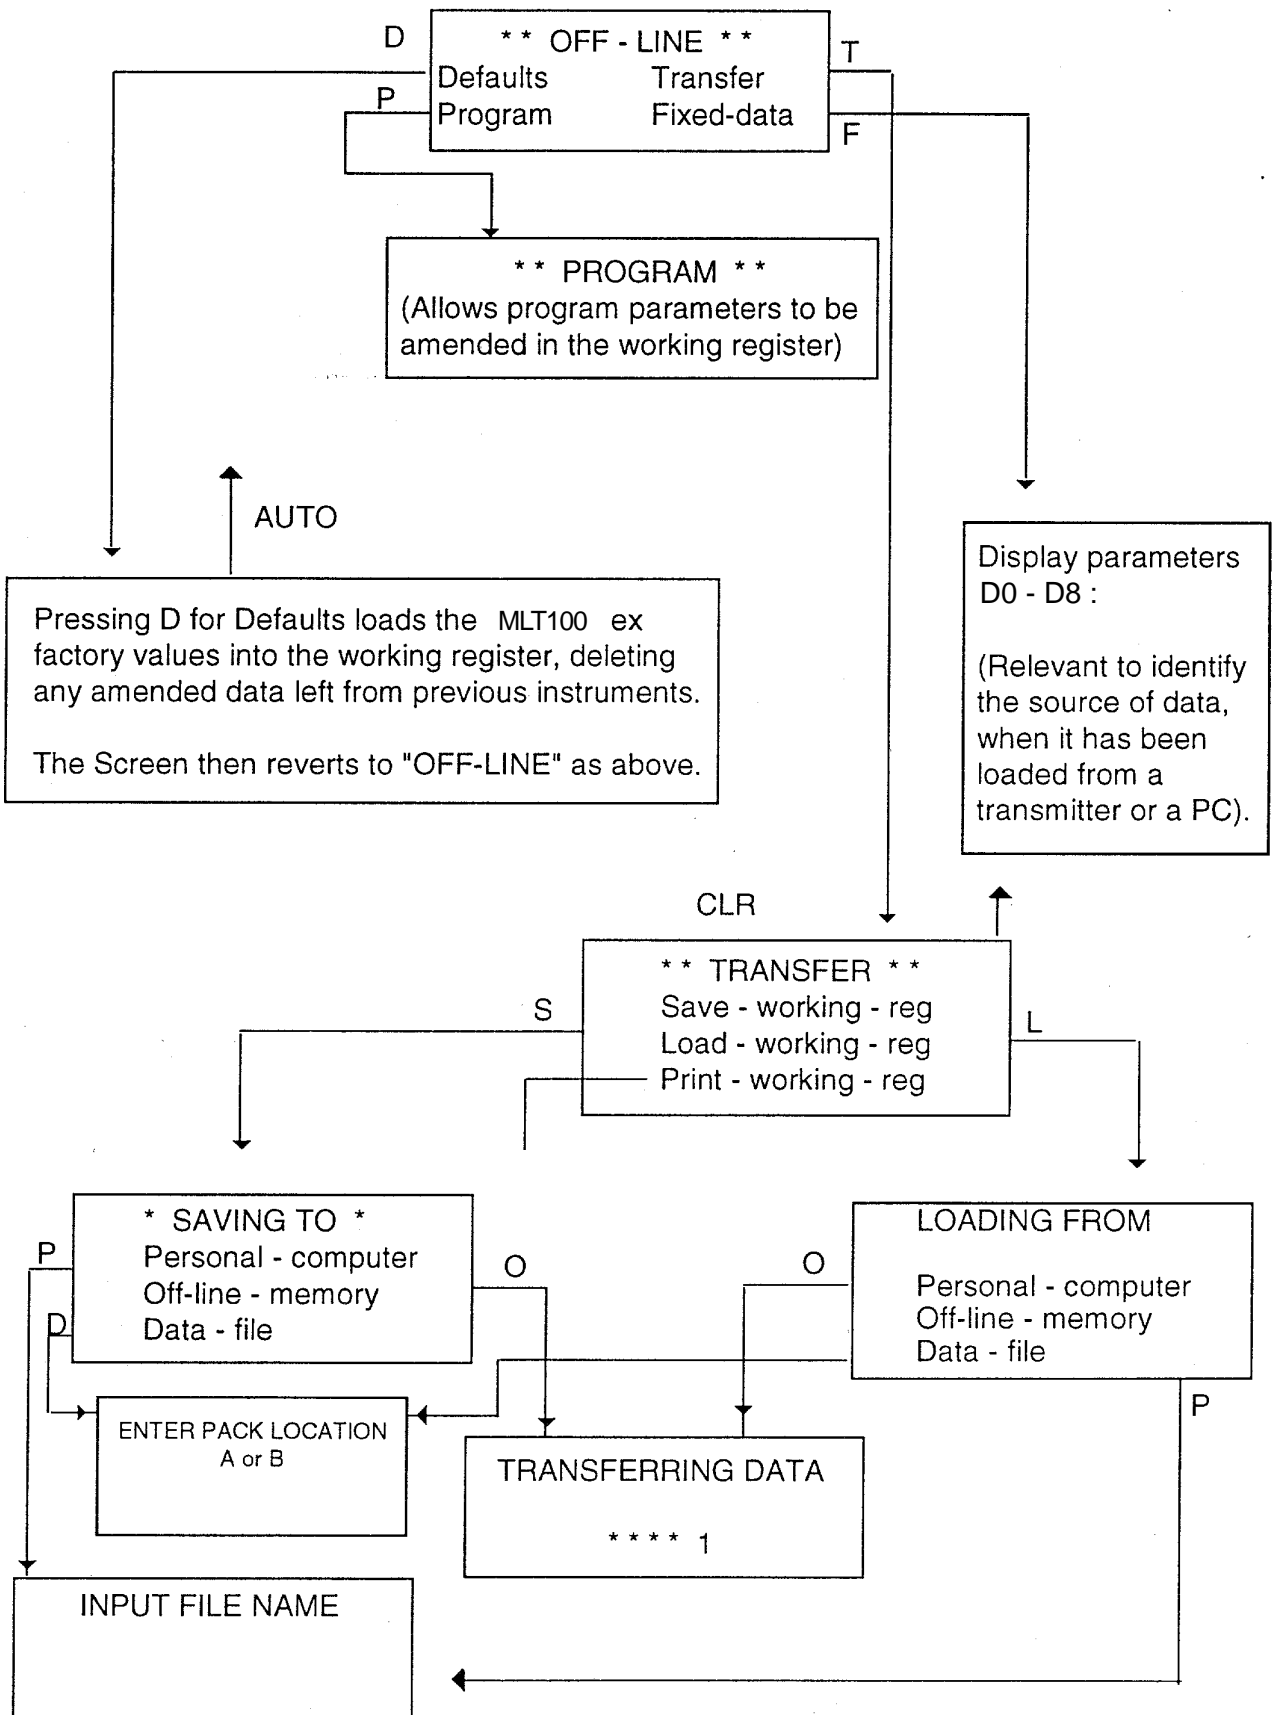 D
* * OFF - LINE * *
T
Defaults Transfer
P
Program Fixed-data
F
* * PROGRAM * *
(Allows program parameters to be
amended in the working register)
AUTO
Pressing D for Defaults loads the MLT100 ex
factory values into the working register, deleting
any amended data left from previous instruments.
The Screen then reverts to "OFF-LINE" as above.
Display parameters
D0 - D8 :
(Relevant to identify
the source of data,
when it has been
loaded from a
transmitter or a PC).
CLR
* * TRANSFER * *
S
Save - working - reg
L
Load - working - reg
Print - working - reg
* SAVING TO *
P
Personal - computer
O
Off-line - memory
D
Data - file
LOADING FROM
O
Personal - computer
Off-line - memory
Data - file
P
ENTER PACK LOCATION
A or B
TRANSFERRING DATA
* * * * 1
INPUT FILE NAME